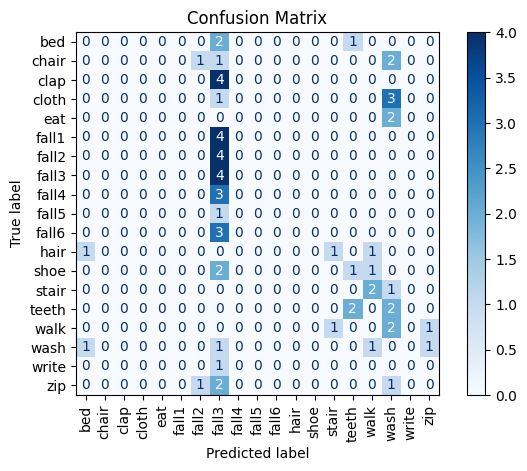 Confusion Matrix
True label
bed 0 0 0 0 0 0 0 2 0 0 0 0 0 0 1 0 0 0 0
chair 0 0 0 0 0 0 1 1 0 0 0 0 0 0 0 0 2 0 0
clap 0 0 0 0 0 0 0 4 0 0 0 0 0 0 0 0 0 0 0
cloth 0 0 0 0 0 0 0 1 0 0 0 0 0 0 0 0 3 0 0
eat 0 0 0 0 0 0 0 0 0 0 0 0 0 0 0 0 2 0 0
fall1 0 0 0 0 0 0 0 4 0 0 0 0 0 0 0 0 0 0 0
fall2 0 0 0 0 0 0 0 4 0 0 0 0 0 0 0 0 0 0 0
fall3 0 0 0 0 0 0 0 4 0 0 0 0 0 0 0 0 0 0 0
fall4 0 0 0 0 0 0 0 3 0 0 0 0 0 0 0 0 0 0 0
fall5 0 0 0 0 0 0 0 1 0 0 0 0 0 0 0 0 0 0 0
fall6 0 0 0 0 0 0 0 3 0 0 0 0 0 0 0 0 0 0 0
hair 1 0 0 0 0 0 0 0 0 0 0 0 0 1 0 1 0 0 0
shoe 0 0 0 0 0 0 0 2 0 0 0 0 0 0 1 1 0 0 0
stair 0 0 0 0 0 0 0 0 0 0 0 0 0 0 0 2 1 0 0
teeth 0 0 0 0 0 0 0 0 0 0 0 0 0 0 2 0 2 0 0
walk 0 0 0 0 0 0 0 0 0 0 0 0 0 1 0 0 2 0 1
wash 1 0 0 0 0 0 0 1 0 0 0 0 0 0 0 1 0 0 1
write 0 0 0 0 0 0 0 1 0 0 0 0 0 0 0 0 0 0 0
zip 0 0 0 0 0 0 1 2 0 0 0 0 0 0 0 0 1 0 0
bed chair clap cloth eat fall1 fall2 fall3 fall4 fall5 fall6 hair shoe stair teeth walk wash write zip
Predicted label
4.0
3.5
3.0
2.5
2.0
1.5
1.0
0.5
0.0